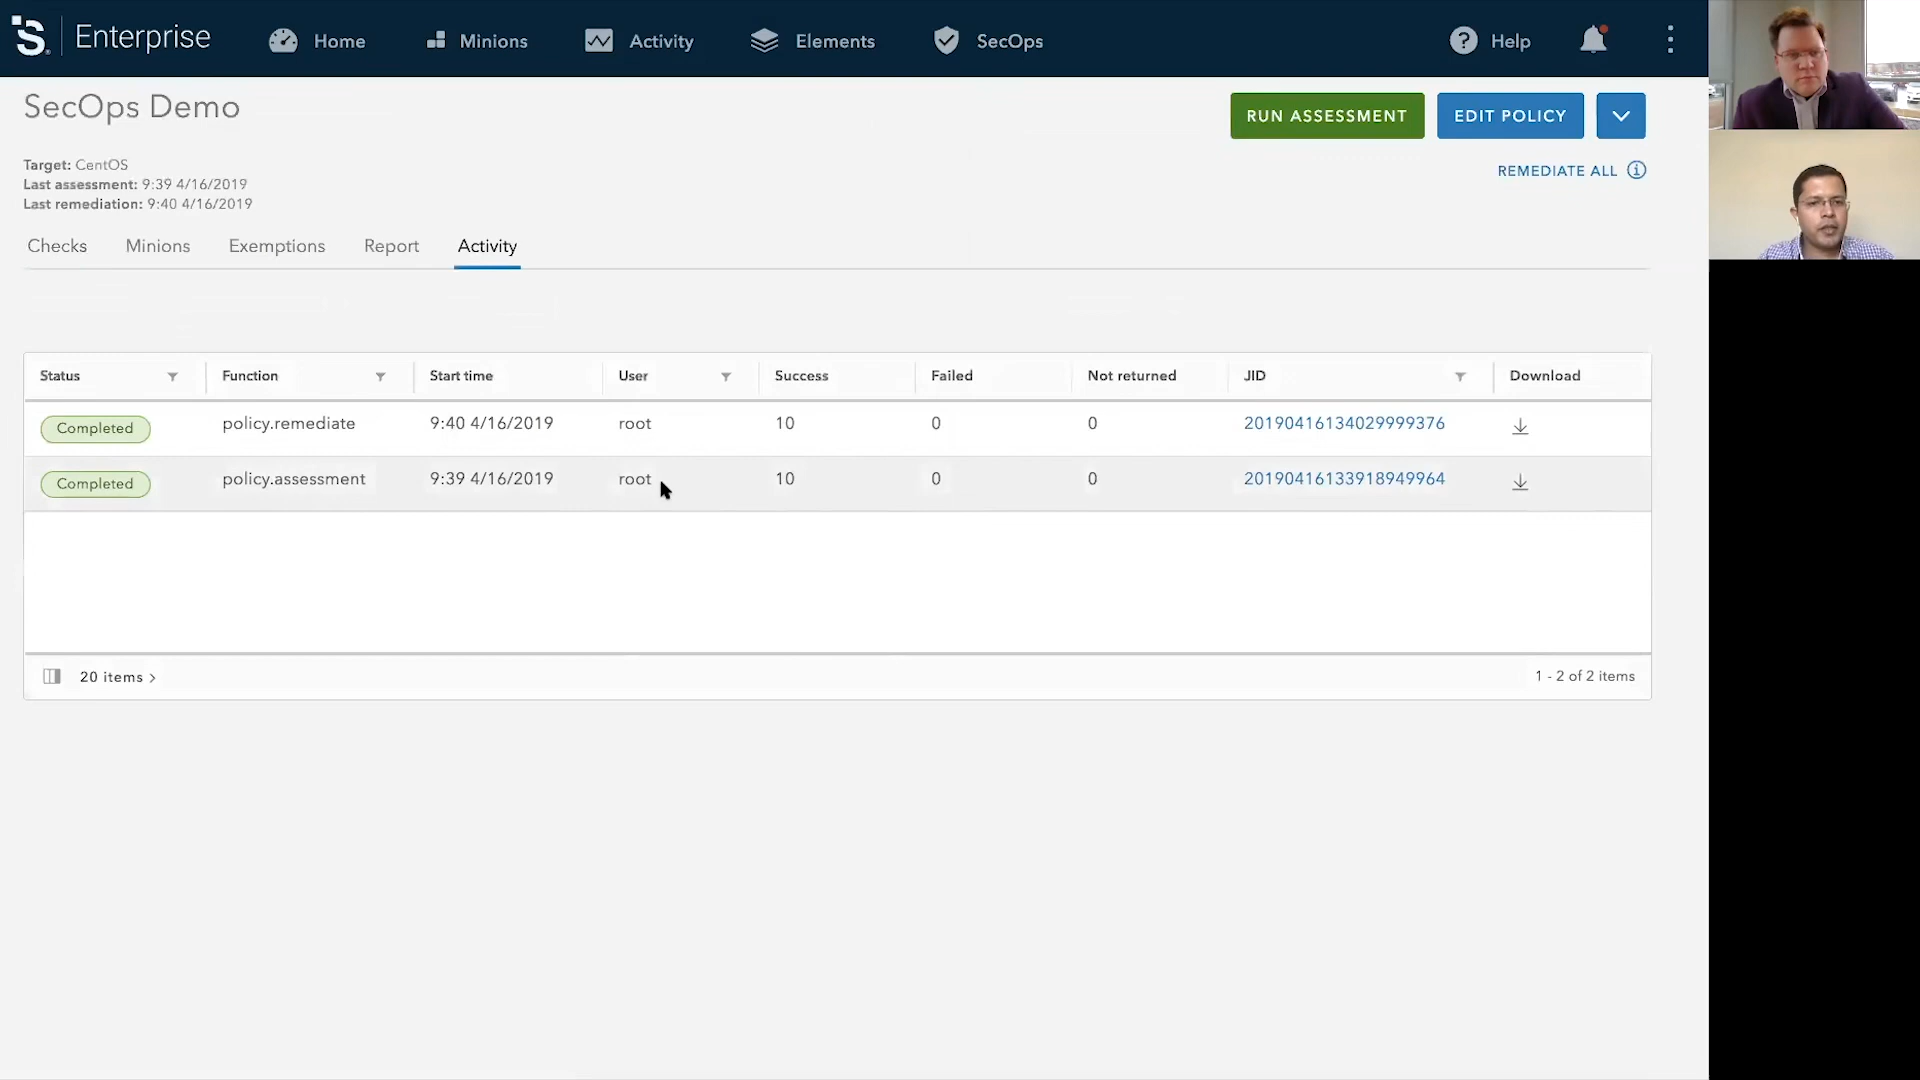 S. Enterprise Home Minions Activity Elements SecOps Help
SecOps Demo
RUN ASSESSMENT EDIT POLICY
Target: CentOS
Last assessment: 9:39 4/16/2019
REMEDIATE ALL
Last remediation: 9:40 4/16/2019
Checks Minions Exemptions Report Activity
Status Function Start time User Success Failed Not returned JID Download
Completed policy.remediate 9:40 4/16/2019 root 10 0 0 20190416134029999376
Completed policy.assessment 9:39 4/16/2019 root 10 0 0 20190416133918949964
20 items 1 - 2 of 2 items